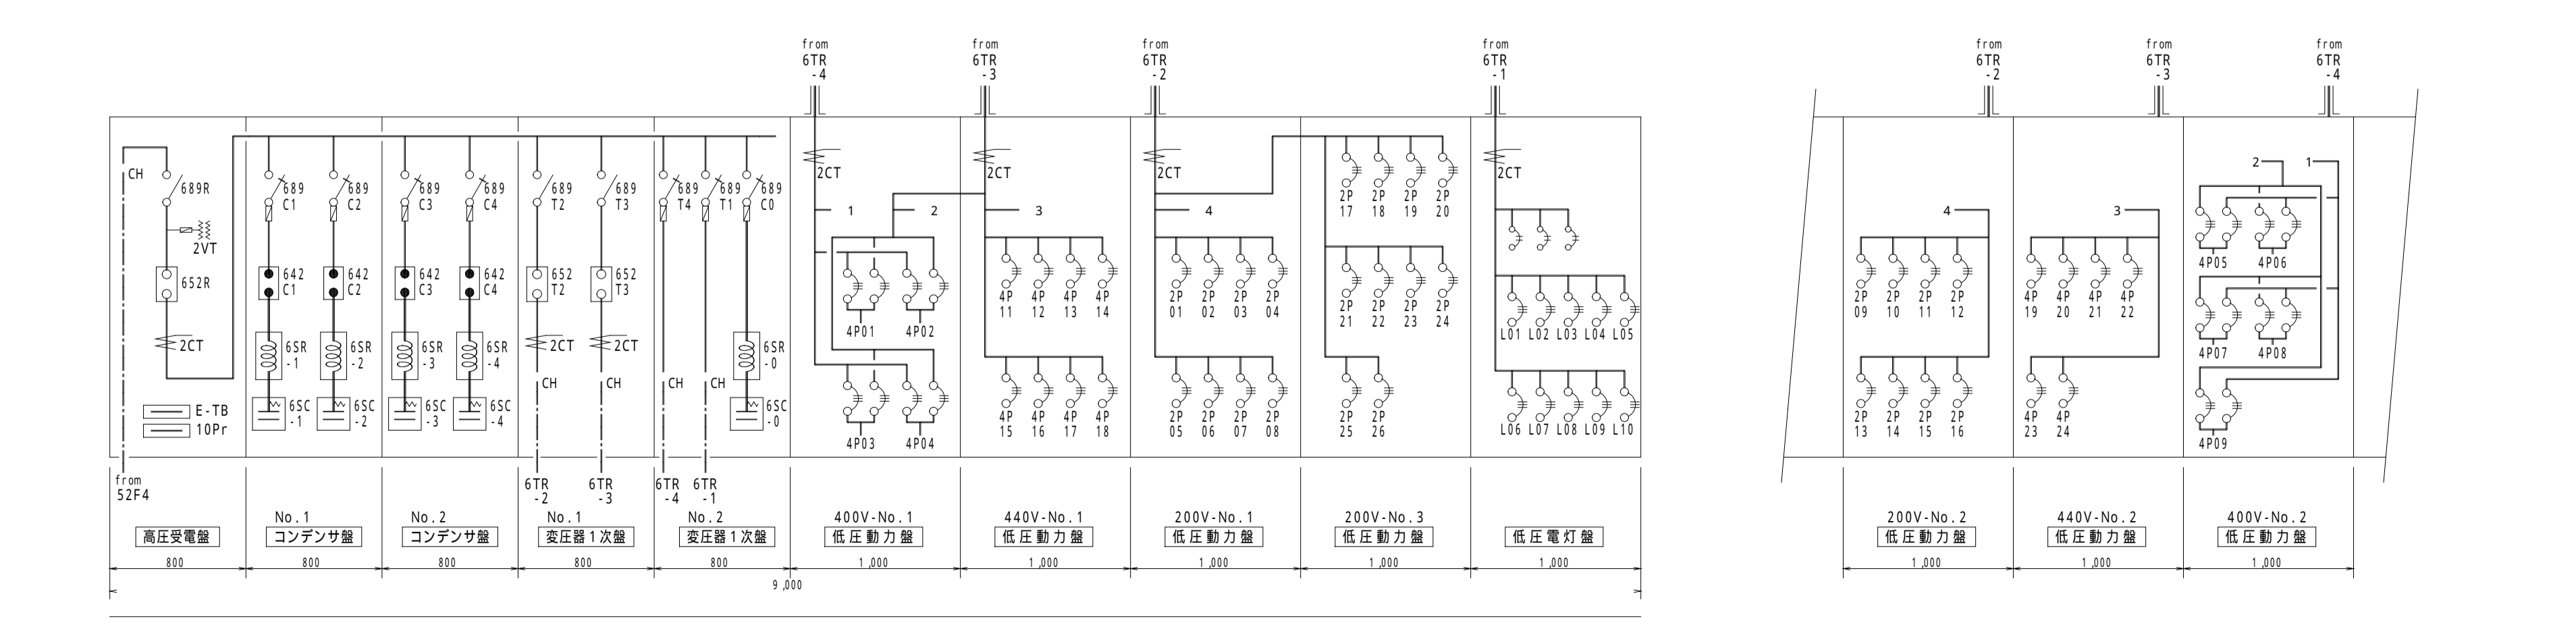 from
6TR
-4
from
6TR
-3
from
6TR
-2
from
6TR
-1
from
6TR
-2
from
6TR
-3
from
6TR
-4
CH
689R
2VT
652R
2CT
E-TB
10Pr
from
52F4
689
C1
689
C2
642
C1
642
C2
6SR
-1
6SR
-2
6SC
-1
6SC
-2
689
C3
689
C4
642
C3
642
C4
6SR
-3
6SR
-4
6SC
-3
6SC
-4
689
T2
689
T3
652
T2
652
T3
2CT
2CT
CH
CH
6TR
-2
6TR
-3
689
T4
689
T1
689
C0
6SR
-0
CH
CH
6SC
-0
6TR
-4
6TR
-1
2CT
1
2
4P01
4P02
4P03
4P04
2CT
3
4P
11
4P
12
4P
13
4P
14
4P
15
4P
16
4P
17
4P
18
2CT
4
2P
01
2P
02
2P
03
2P
04
2P
05
2P
06
2P
07
2P
08
2P
17
2P
18
2P
19
2P
20
2P
21
2P
22
2P
23
2P
24
2P
25
2P
26
2CT
L01 L02 L03 L04 L05
L06 L07 L08 L09 L10
4
2P
09
2P
10
2P
11
2P
12
2P
13
2P
14
2P
15
2P
16
3
4P
19
4P
20
4P
21
4P
22
4P
23
4P
24
2
1
4P05
4P06
4P07
4P08
4P09
高圧受電盤
No.1
コンデンサ盤
No.2
コンデンサ盤
No.1
変圧器1次盤
No.2
変圧器1次盤
400V-No.1
低圧動力盤
440V-No.1
低圧動力盤
200V-No.1
低圧動力盤
200V-No.3
低圧動力盤
低圧電灯盤
200V-No.2
低圧動力盤
440V-No.2
低圧動力盤
400V-No.2
低圧動力盤
800
800
800
800
800
1,000
1,000
1,000
1,000
1,000
1,000
1,000
1,000
9,000